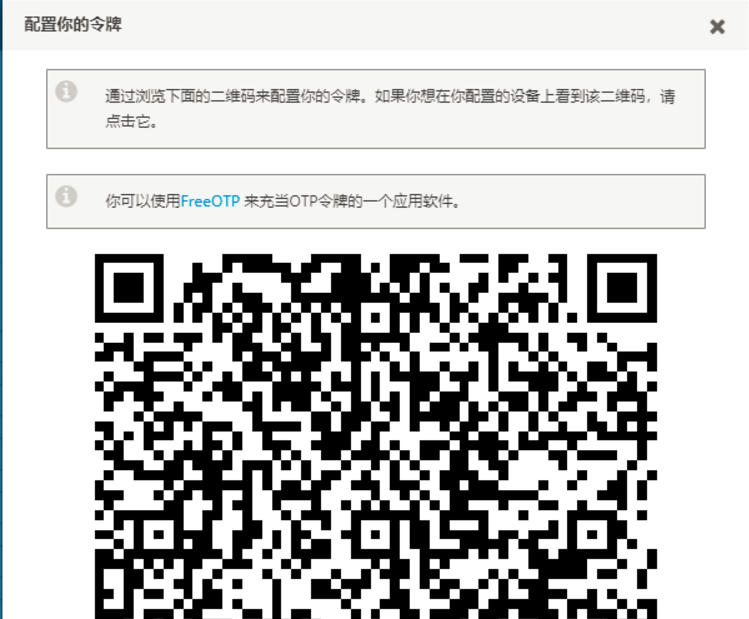 配置你的令牌
通过浏览下面的二维码来配置你的令牌。如果你想在你配置的设备上看到该二维码，请
点击它。
你可以使用FreeOTP 来充当OTP令牌的一个应用软件。